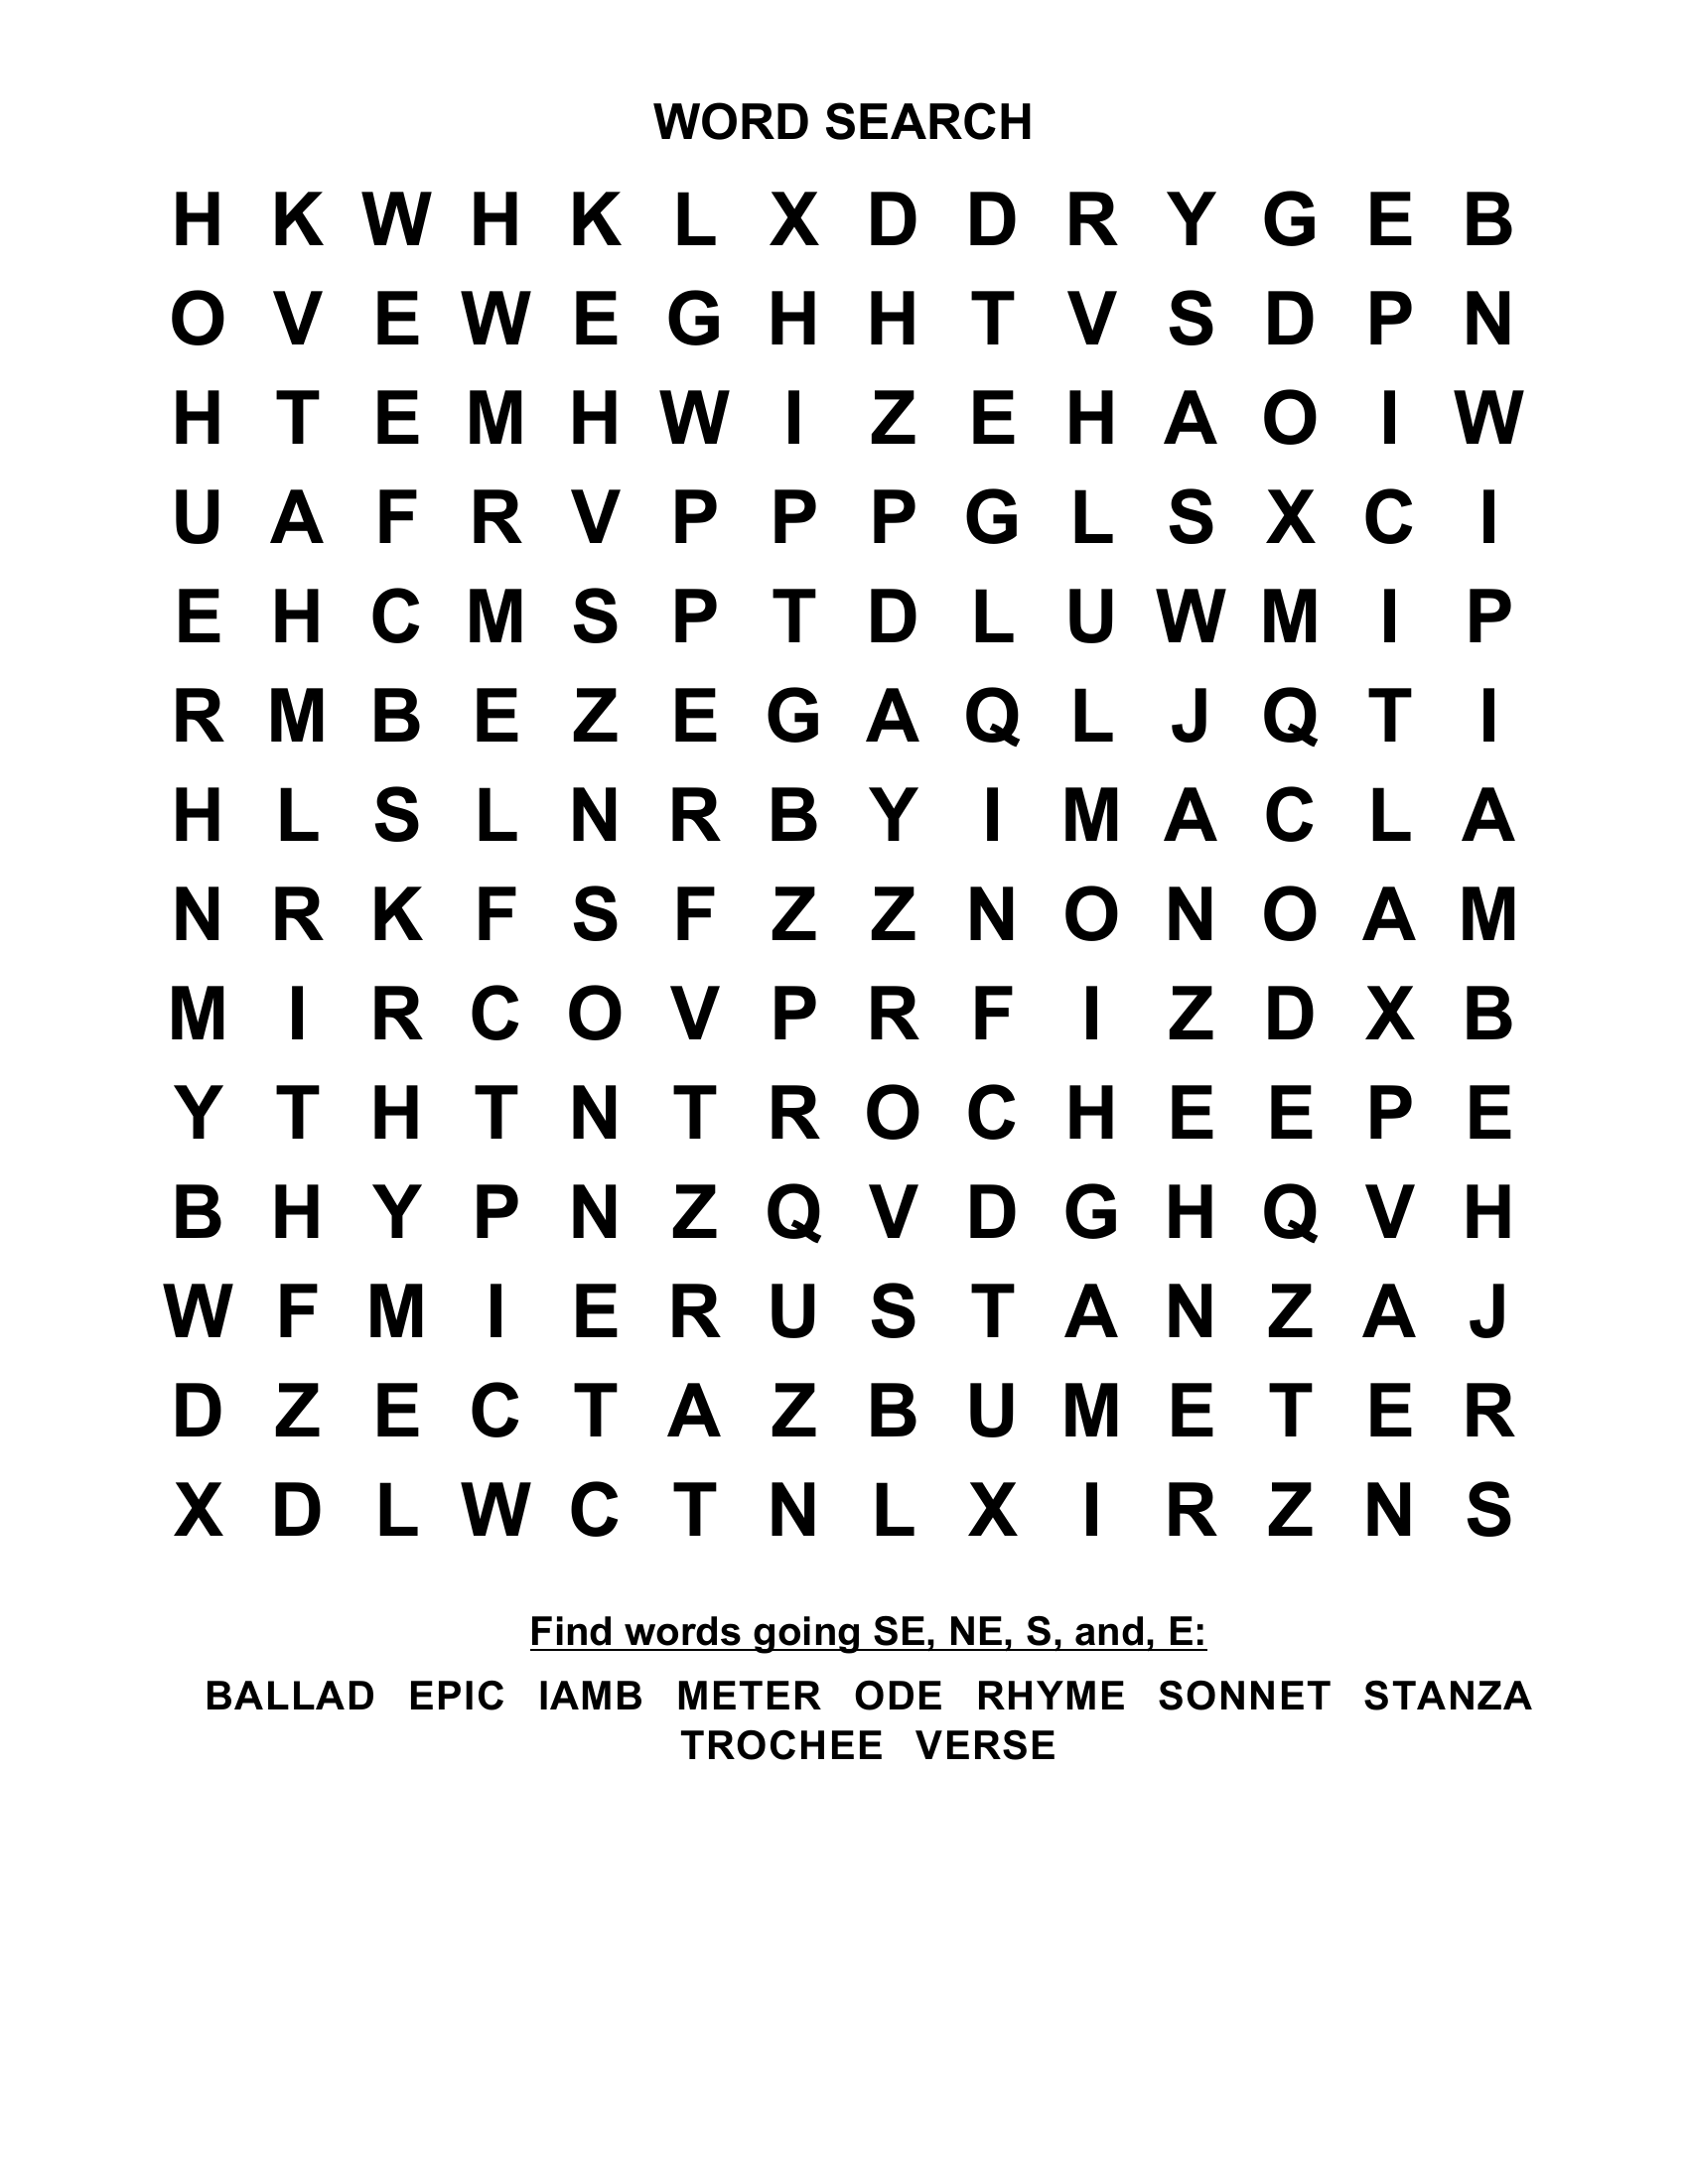 WORD SEARCH
H K W H K L X D D R Y G E B
O V E W E G H H T V S D P N
H T E M H W I Z E H A O I W
U A F R V P P P G L S X C I
E H C M S P T D L U W M I P
R M B E Z E G A Q L J Q T I
H L S L N R B Y I M A C L A
N R K F S F Z Z N O N O A M
M I R C O V P R F I Z D X B
Y T H T N T R O C H E E P E
B H Y P N Z Q V D G H Q V H
W F M I E R U S T A N Z A J
D Z E C T A Z B U M E T E R
X D L W C T N L X I R Z N S
Find words going SE, NE, S, and, E:
BALLAD EPIC IAMB METER ODE RHYME SONNET STANZA
TROCHEE VERSE